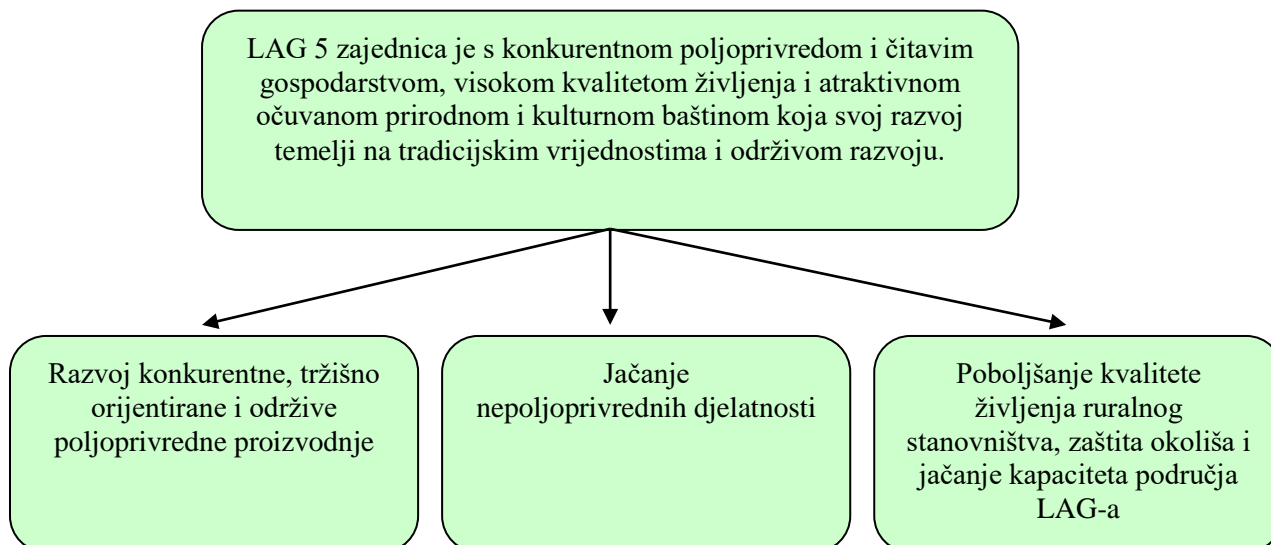 LAG 5 zajednica je s konkurentnom poljoprivredom i čitavim
gospodarstvom, visokom kvalitetom življenja i atraktivnom
očuvanom prirodnom i kulturnom baštinom koja svoj razvoj
temelji na tradicijskim vrijednostima i održivom razvoju.
Razvoj konkurentne, tržišno
orijentirane i održive
poljoprivredne proizvodnje
Jačanje
nepoljoprivrednih djelatnosti
Poboljšanje kvalitete
življenja ruralnog
stanovništva, zaštita okoliša i
jačanje kapaciteta područja
LAG-a